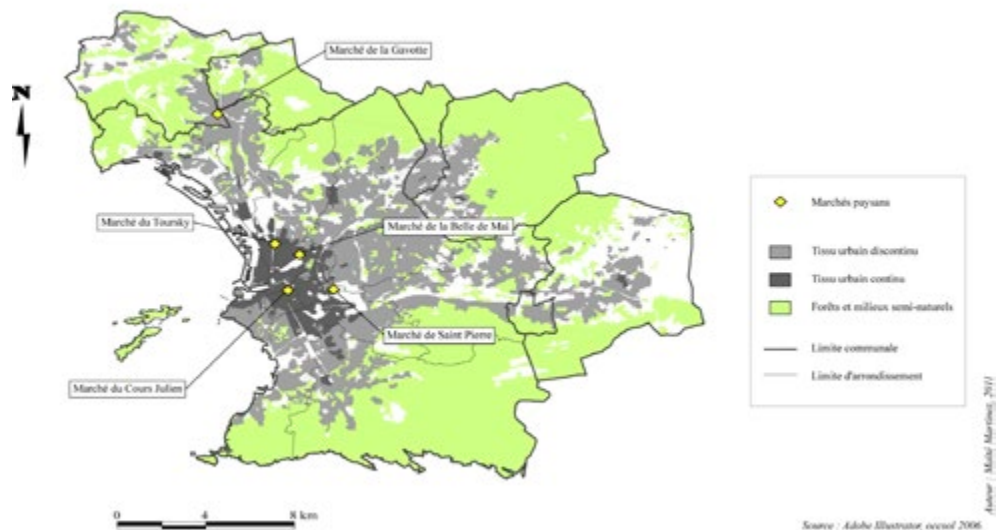 Marché de la Gavotte
N
Marché du Toursky
Marché de la Belle de Mai
Marché de Saint Pierre
Marché du Cours Julien
Marchés paysans
Tissu urbain discontinu
Tissu urbain continu
Forêts et milieux semi-naturels
Limite communale
Limite d'arrondissement
0 4 8 km
Auteur : Maïté Martinez, 2011
Source : Adobe Illustrator, occsol 2006